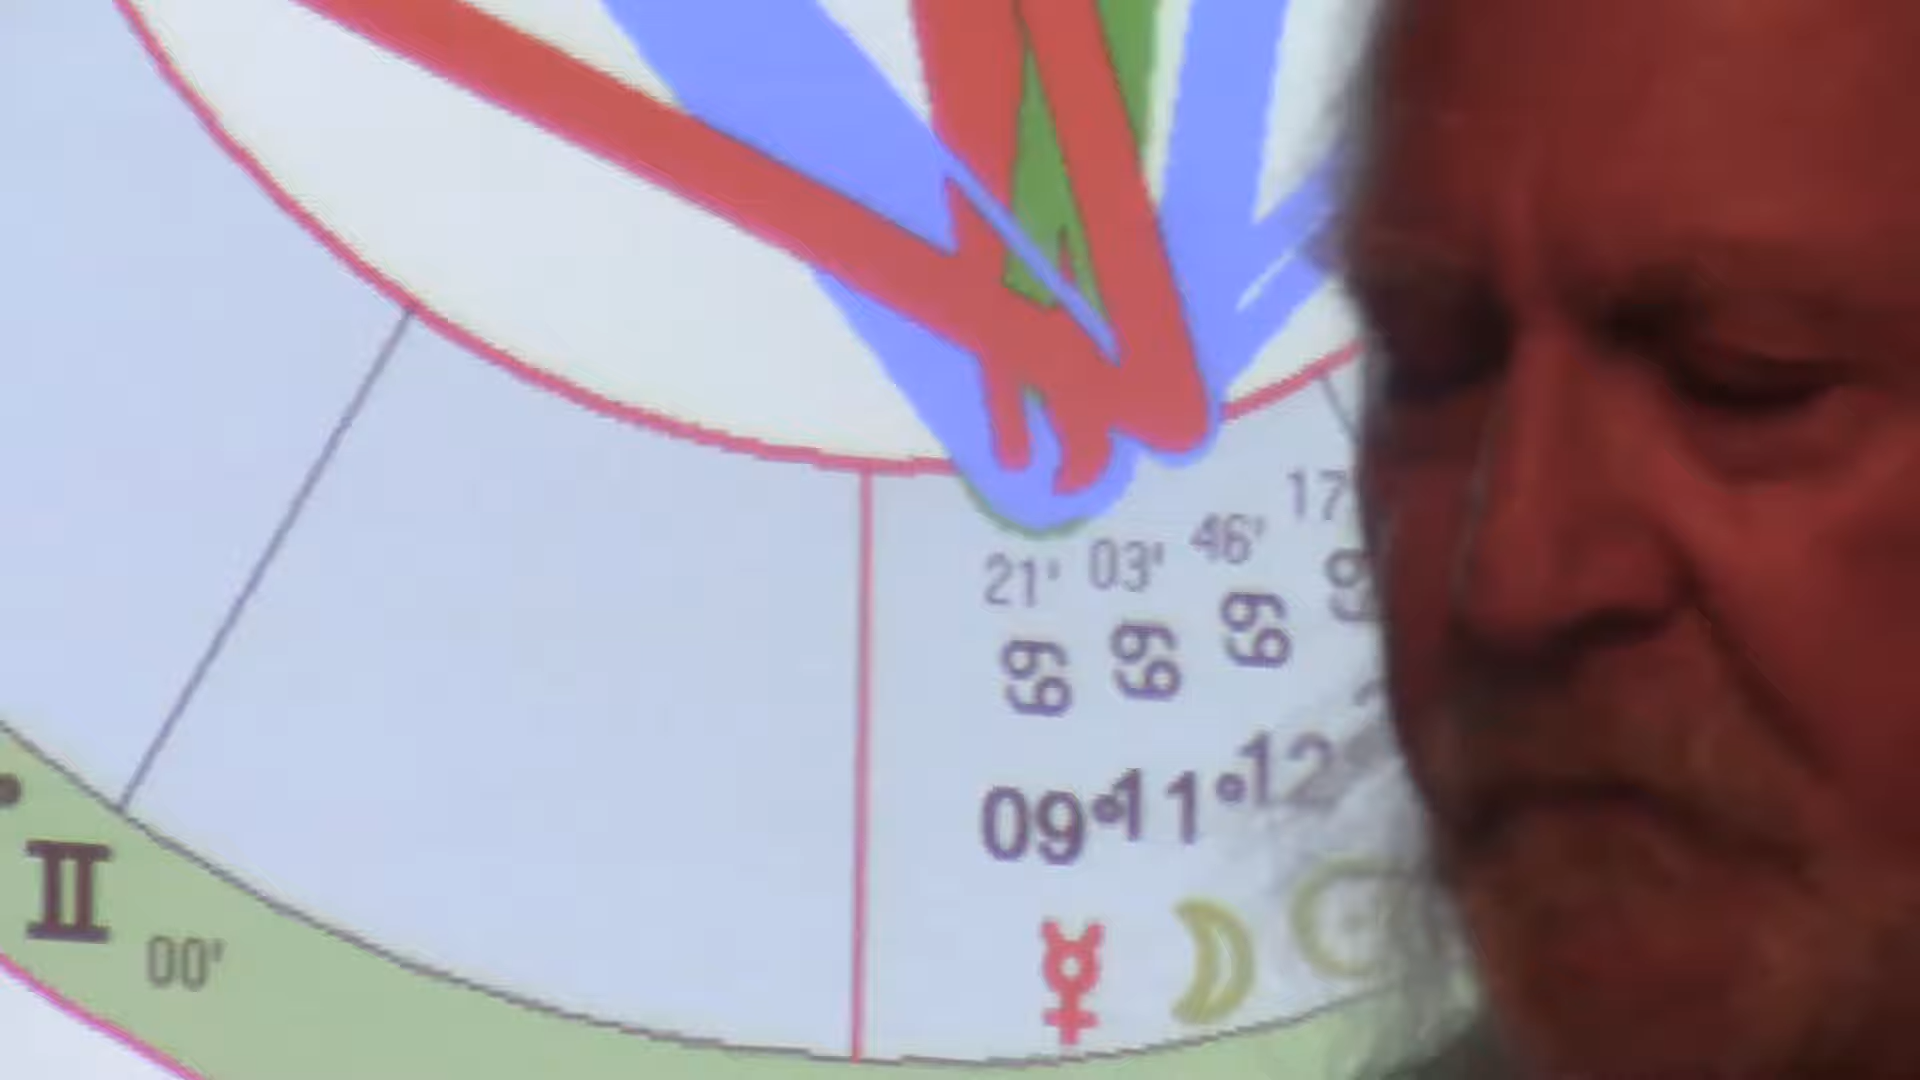 21' 03' 46' 17
♋ ♋ ♋
09° 11° 12
☿ ☽ ☉
♊ 00'